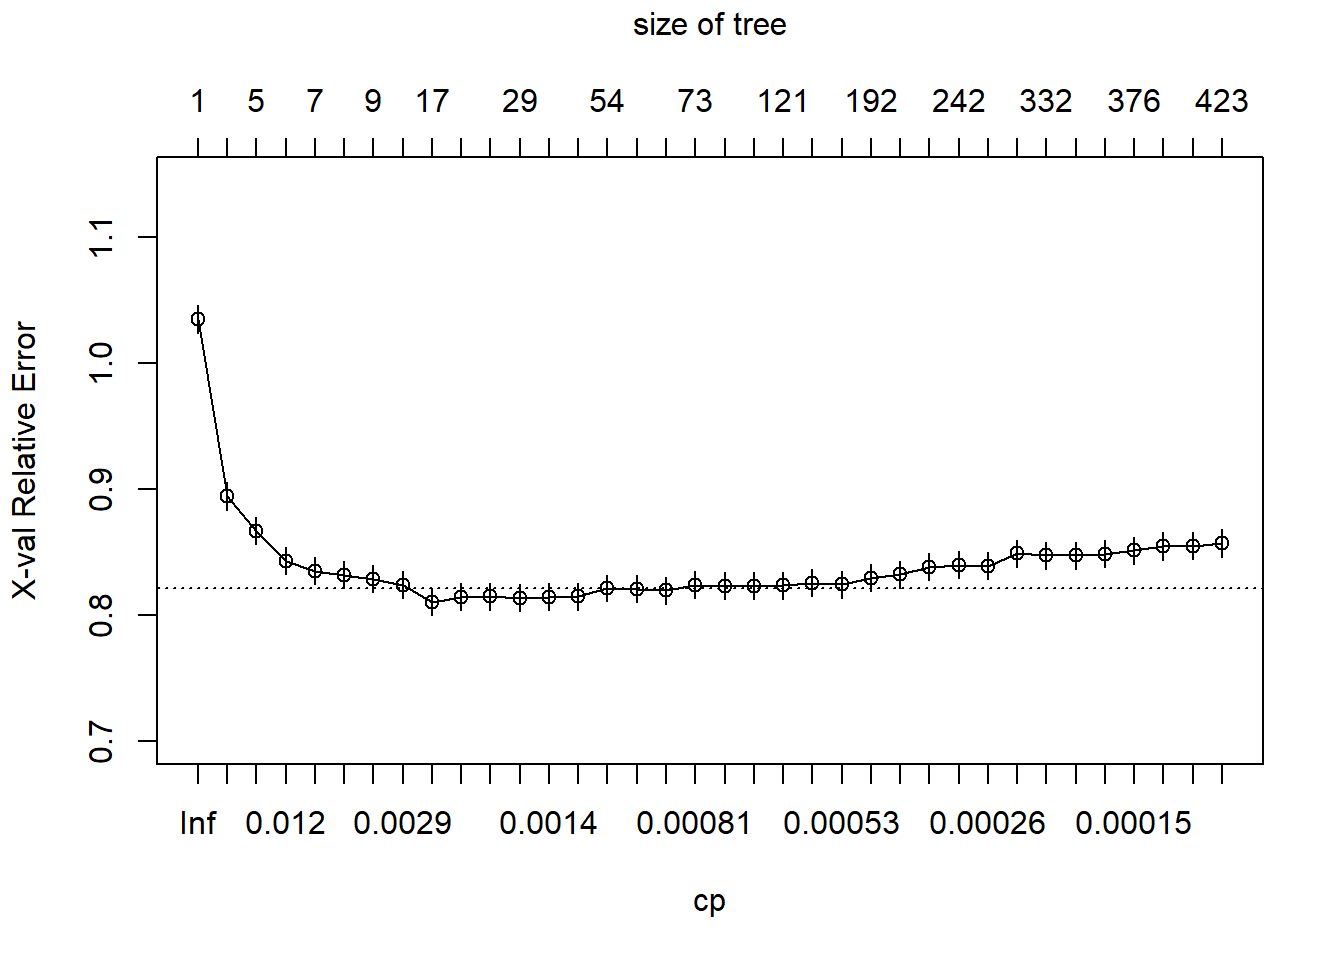 size of tree
1 5 7 9 17 29 54 73 121 192 242 332 376 423
X-val Relative Error
1.1
1.0
0.9
0.8
0.7
Inf 0.012 0.0029 0.0014 0.00081 0.00053 0.00026 0.00015
cp